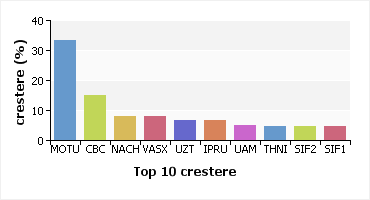 crestere (%)
40
30
20
10
0
MOTU CBC NACH VASX UZT IPRU UAM THNI SIF2 SIF1
Top 10 crestere